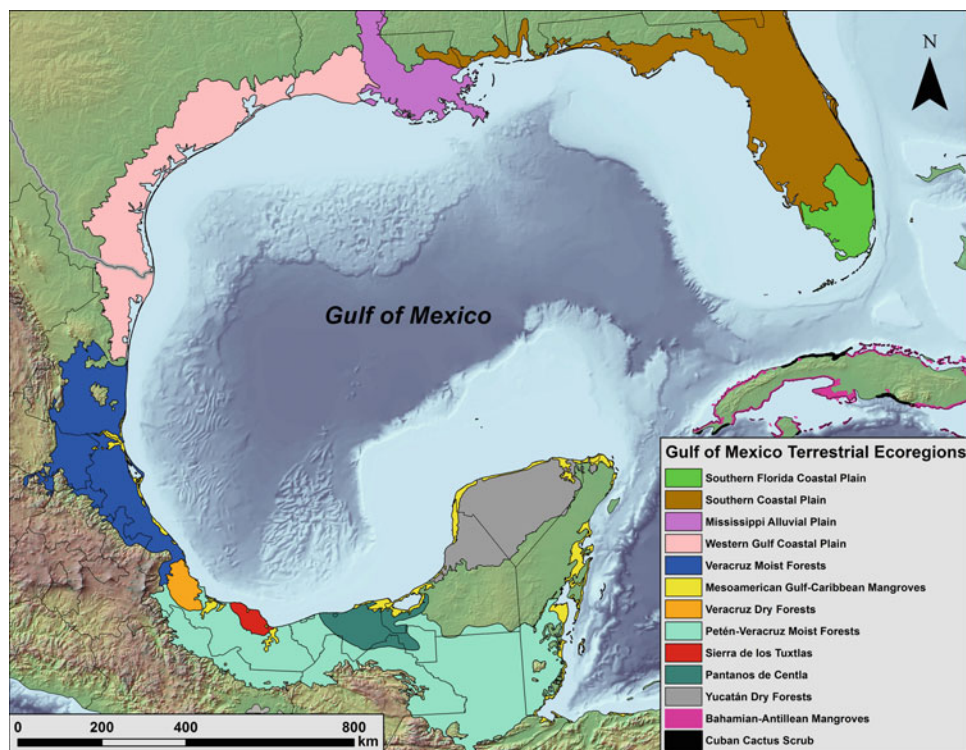 N
Gulf of Mexico
Gulf of Mexico Terrestrial Ecoregions
Southern Florida Coastal Plain
Southern Coastal Plain
Mississippi Alluvial Plain
Western Gulf Coastal Plain
Veracruz Moist Forests
Mesoamerican Gulf-Caribbean Mangroves
Veracruz Dry Forests
Petén-Veracruz Moist Forests
Sierra de los Tuxtlas
Pantanos de Centla
Yucatán Dry Forests
Bahamian-Antillean Mangroves
Cuban Cactus Scrub
0 200 400 800
km